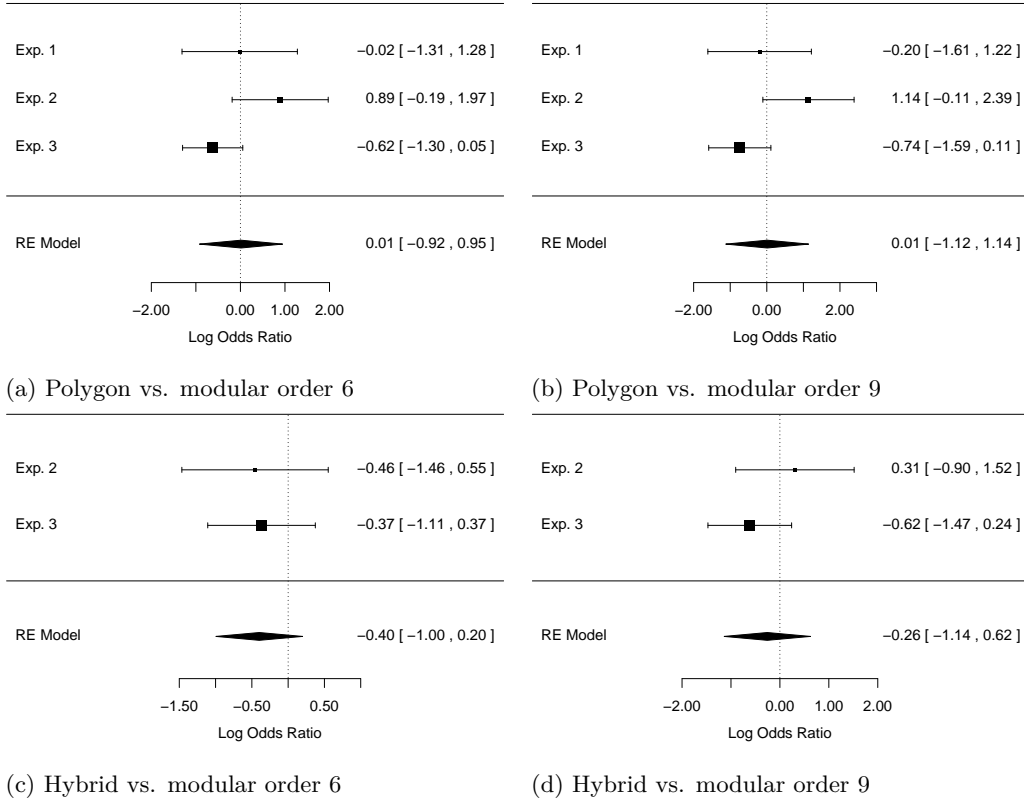 Exp. 1 −0.02 [ −1.31 , 1.28 ]
Exp. 2 0.89 [ −0.19 , 1.97 ]
Exp. 3 −0.62 [ −1.30 , 0.05 ]
RE Model 0.01 [ −0.92 , 0.95 ]
−2.00 0.00 1.00 2.00
Log Odds Ratio
(a) Polygon vs. modular order 6
Exp. 1 −0.20 [ −1.61 , 1.22 ]
Exp. 2 1.14 [ −0.11 , 2.39 ]
Exp. 3 −0.74 [ −1.59 , 0.11 ]
RE Model 0.01 [ −1.12 , 1.14 ]
−2.00 0.00 2.00
Log Odds Ratio
(b) Polygon vs. modular order 9
Exp. 2 −0.46 [ −1.46 , 0.55 ]
Exp. 3 −0.37 [ −1.11 , 0.37 ]
RE Model −0.40 [ −1.00 , 0.20 ]
−1.50 −0.50 0.50
Log Odds Ratio
(c) Hybrid vs. modular order 6
Exp. 2 0.31 [ −0.90 , 1.52 ]
Exp. 3 −0.62 [ −1.47 , 0.24 ]
RE Model −0.26 [ −1.14 , 0.62 ]
−2.00 0.00 1.00 2.00
Log Odds Ratio
(d) Hybrid vs. modular order 9